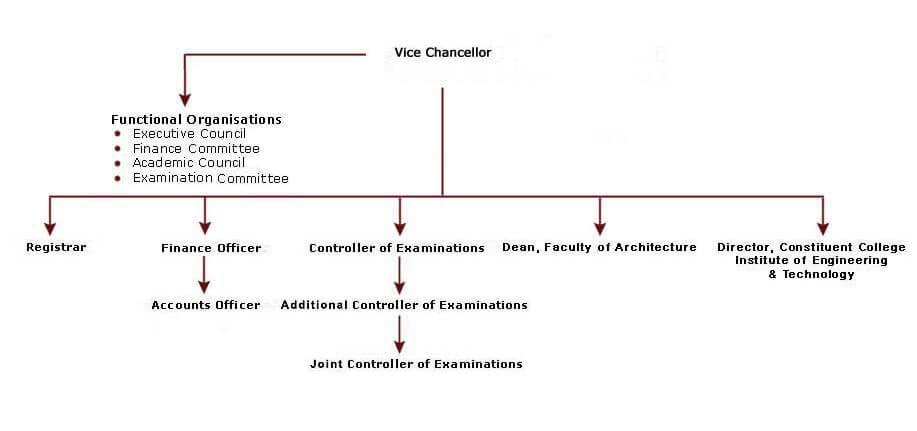 Vice Chancellor
Functional Organisations
Executive Council
Finance Committee
Academic Council
Examination Committee
Registrar
Finance Officer
Controller of Examinations
Dean, Faculty of Architecture
Director, Constituent College
Institute of Engineering
& Technology
Accounts Officer
Additional Controller of Examinations
Joint Controller of Examinations